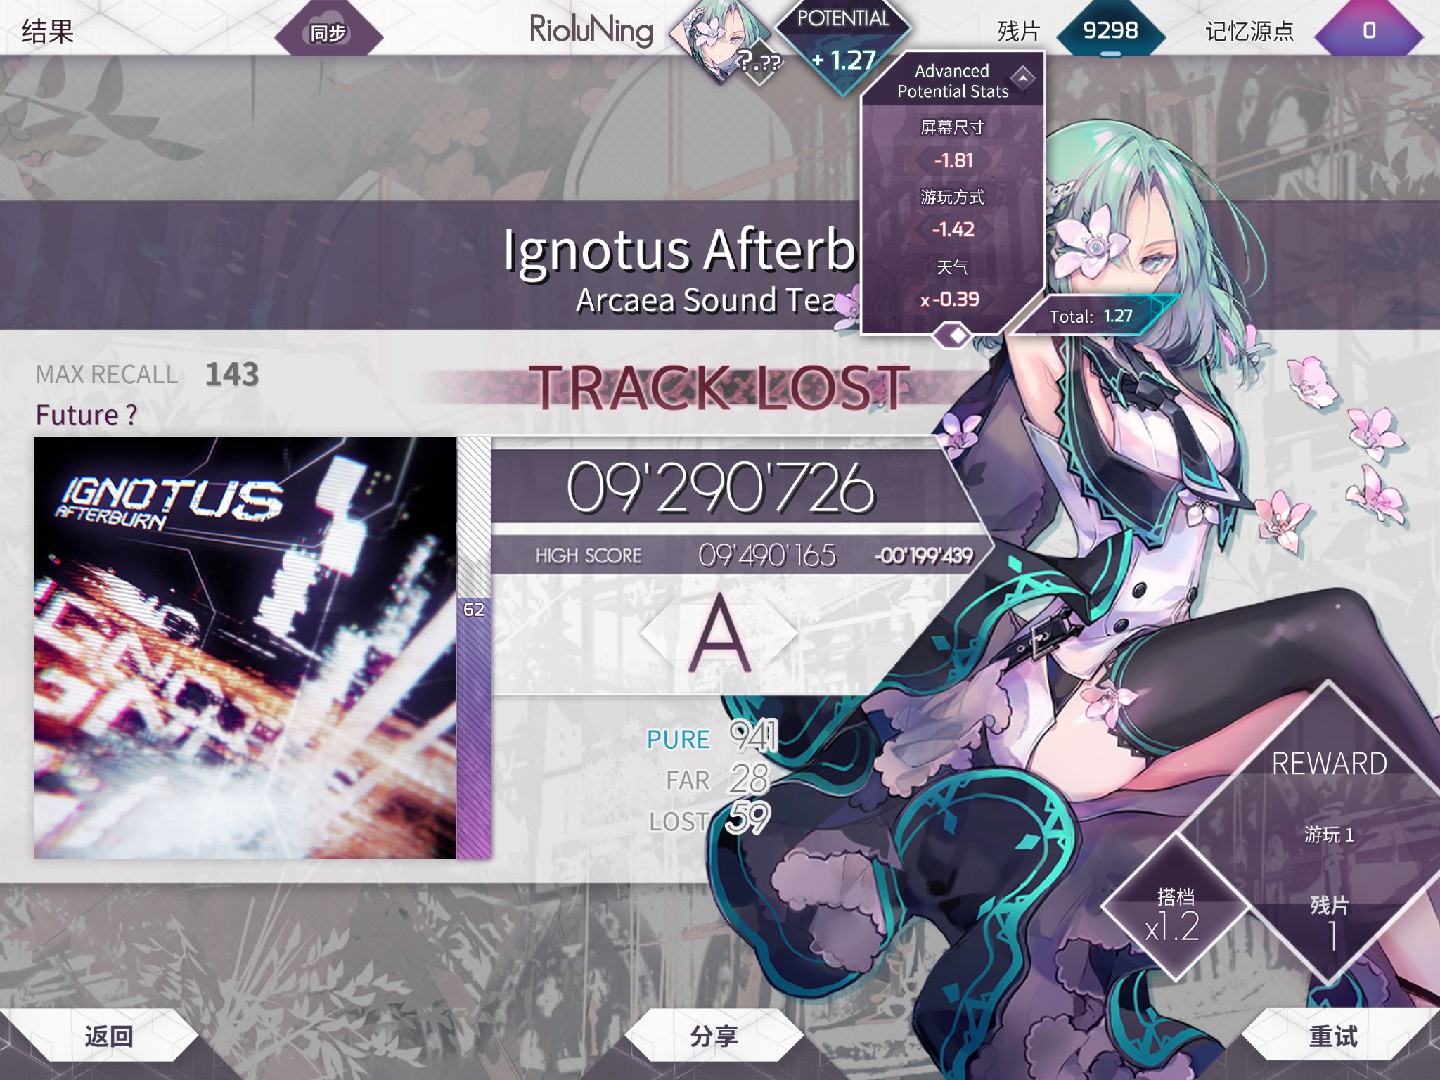 结果
同步
RioluNing
?.??
POTENTIAL
+ 1.27
残片
9298
记忆源点
0
Advanced
Potential Stats
屏幕尺寸
-1.81
游玩方式
-1.42
天气
x -0.39
Total: 1.27
Ignotus Afterb
Arcaea Sound Tea
MAX RECALL 143
Future ?
TRACK LOST
IGNOTUS
AFTERBURN
62
09'290'726
HIGH SCORE 09'490'165 -00'199'439
A
PURE 941
FAR 28
LOST 59
REWARD
游玩 1
搭档
x1.2
残片
1
返回
分享
重试